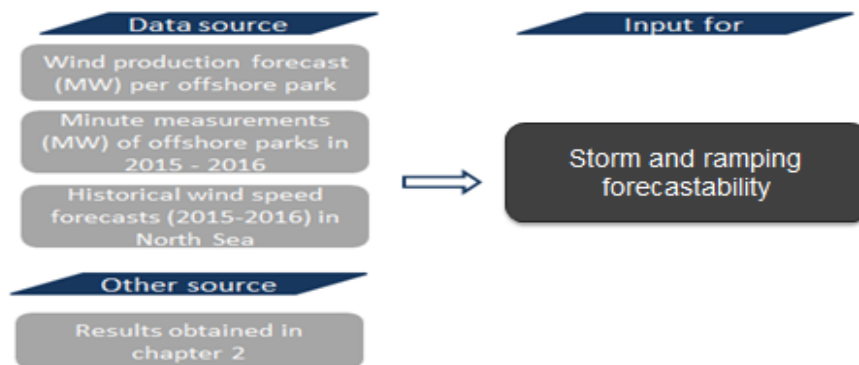 Data source
Wind production forecast
(MW) per offshore park
Minute measurements
(MW) of offshore parks in
2015 - 2016
Historical wind speed
forecasts (2015-2016) in
North Sea
Other source
Results obtained in
chapter 2
Input for
Storm and ramping
forecastability